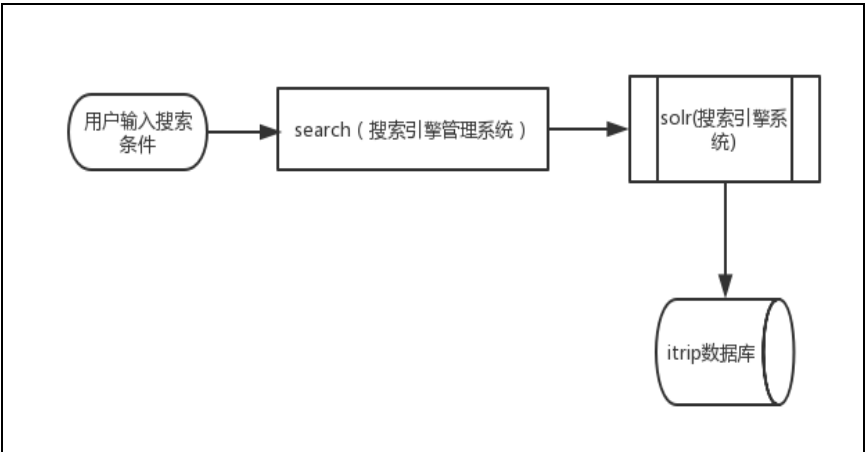 用户输入搜索
条件
search（搜索引擎管理系统）
solr(搜索引擎系
统)
itrip数据库